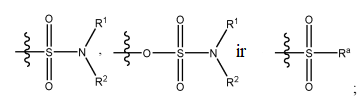 O O O
R¹ R¹
S N , O S N ir S Rᵃ
R² R²
O O O ;